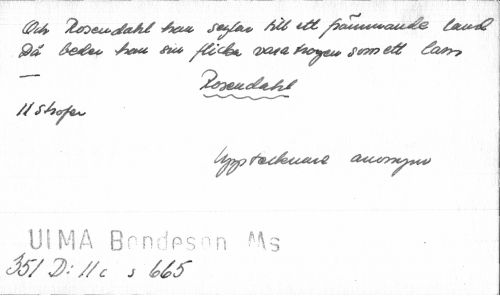 Och Rosendahl han seglar till ett främmande land
Då beder han sin flicka vara trogen som ett lam
—
Rosendahl
11 strofer
Upptecknare anonym
ULMA Bondeson Ms
351 D: 11 c s 665